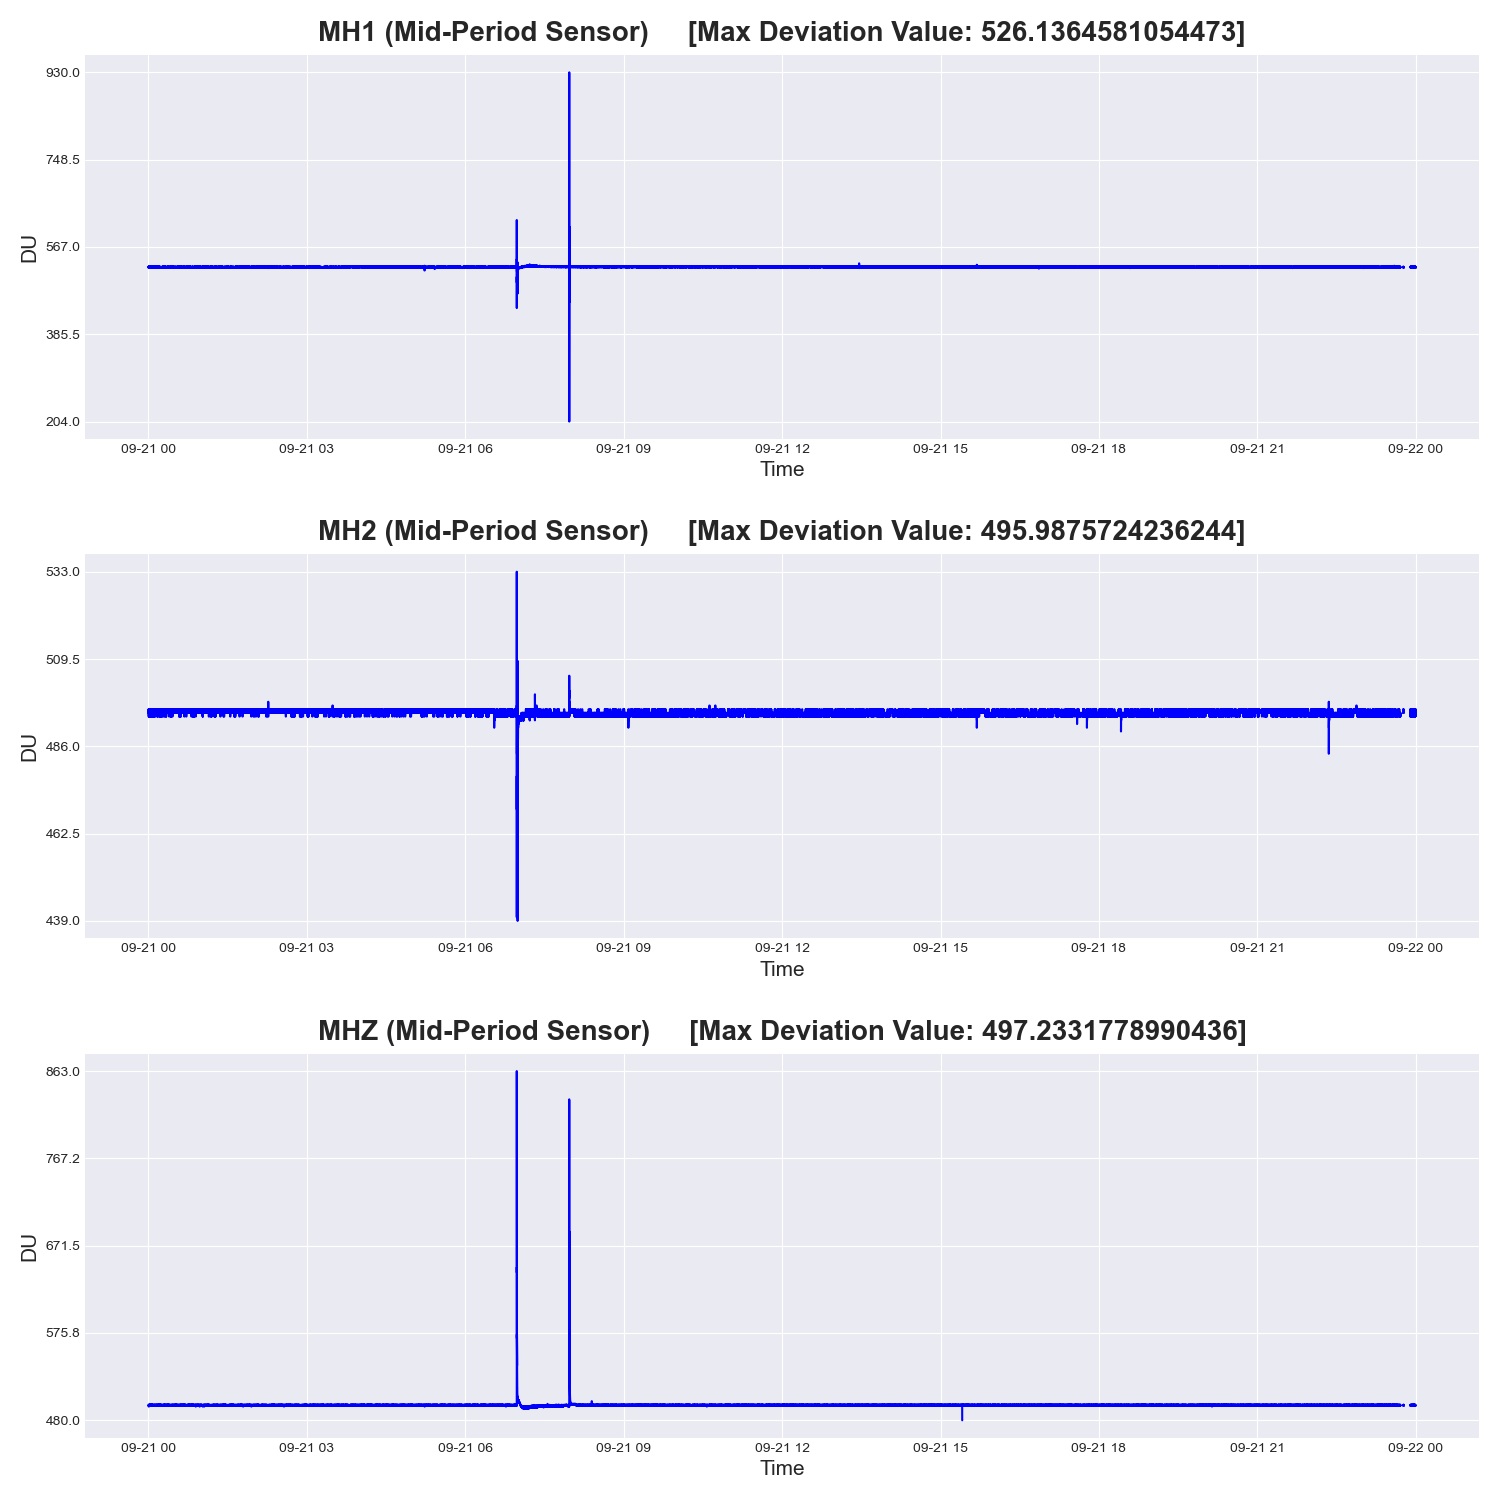 MH1 (Mid-Period Sensor) [Max Deviation Value: 526.1364581054473]
930.0
748.5
567.0
385.5
204.0
DU
09-21 00 09-21 03 09-21 06 09-21 09 09-21 12 09-21 15 09-21 18 09-21 21 09-22 00
Time
MH2 (Mid-Period Sensor) [Max Deviation Value: 495.9875724236244]
533.0
509.5
486.0
462.5
439.0
DU
09-21 00 09-21 03 09-21 06 09-21 09 09-21 12 09-21 15 09-21 18 09-21 21 09-22 00
Time
MHZ (Mid-Period Sensor) [Max Deviation Value: 497.2331778990436]
863.0
767.2
671.5
575.8
480.0
DU
09-21 00 09-21 03 09-21 06 09-21 09 09-21 12 09-21 15 09-21 18 09-21 21 09-22 00
Time